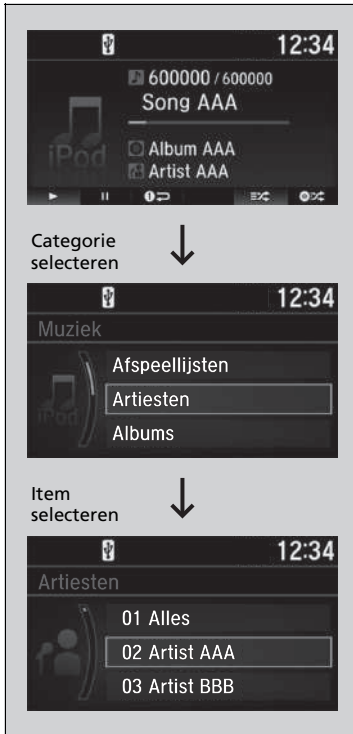 12:34
600000 / 600000
Song AAA
iPod
Album AAA
Artist AAA
Categorie
selecteren
12:34
Muziek
Afspeellijsten
iPod
Artiesten
Albums
Item
selecteren
12:34
Artiesten
01 Alles
02 Artist AAA
03 Artist BBB